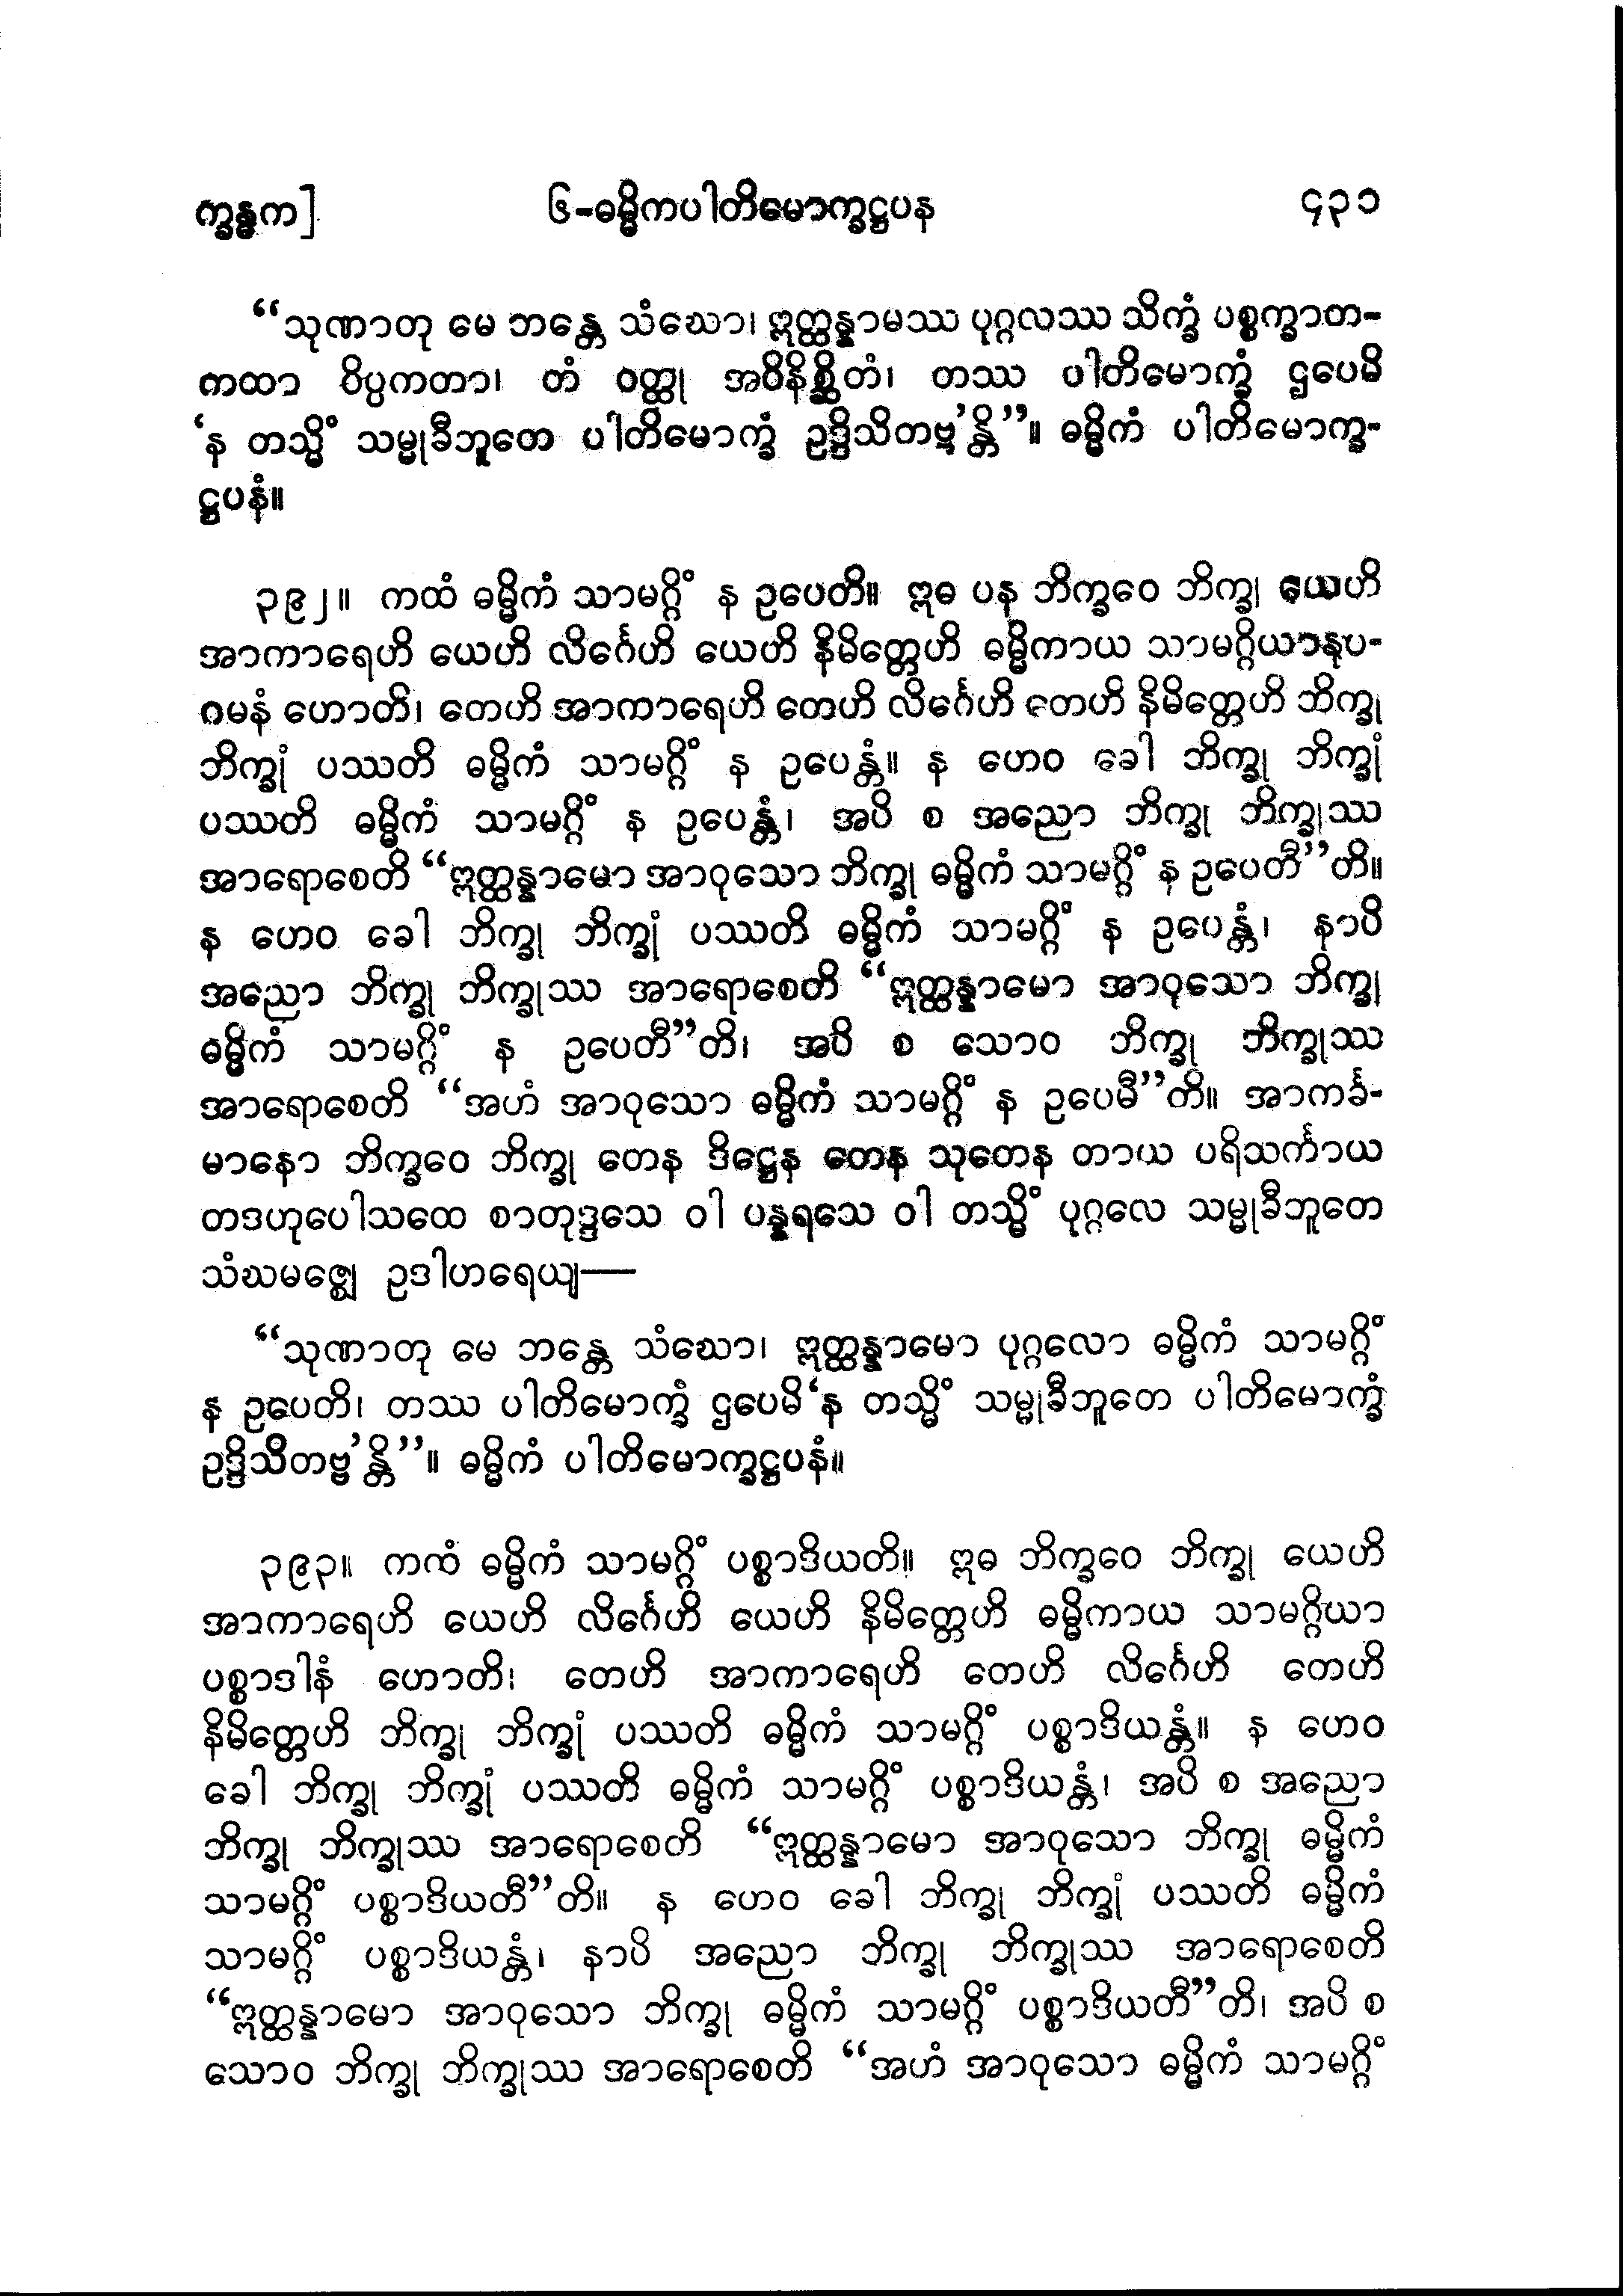 က္ခန္ဓက]
၆-ဓမ္မိကပါတိမောက္ခဋ္ဌပန
၄၃၁
“သုဏာတု မေ ဘန္တေ သံဃော၊ ဣတ္ထန္နာမဿ ပုဂ္ဂလဿ သိက္ခံ ပစ္စက္ခာတ-
ကထာ ဝိပ္ပကတာ၊ တံ ဝတ္ထု အဝိနိစ္ဆိတံ၊ တဿ ပါတိမောက္ခံ ဌပေမိ
‘န တသ္မိံ သမ္မုခီဘူတေ ပါတိမောက္ခံ ဥဒ္ဒိသိတဗ္ဗ’န္တိ”။ ဓမ္မိကံ ပါတိမောက္ခ-
ဋ္ဌပနံ။
၃၉၂။ ကထံ ဓမ္မိကံ သာမဂ္ဂိံ န ဥပေတိ။ ဣဓ ပန ဘိက္ခဝေ ဘိက္ခု ယေဟိ
အာကာရေဟိ ယေဟိ လိင်္ဂေဟိ ယေဟိ နိမိတ္တေဟိ ဓမ္မိကာယ သာမဂ္ဂိယာနုပ-
ဂမနံ ဟောတိ၊ တေဟိ အာကာရေဟိ တေဟိ လိင်္ဂေဟိ တေဟိ နိမိတ္တေဟိ ဘိက္ခု
ဘိက္ခုံ ပဿတိ ဓမ္မိကံ သာမဂ္ဂိံ န ဥပေန္တံ။ န ဟေဝ ခေါ ဘိက္ခု ဘိက္ခုံ
ပဿတိ ဓမ္မိကံ သာမဂ္ဂိံ န ဥပေန္တံ၊ အပိ စ အညော ဘိက္ခု ဘိက္ခုဿ
အာရောစေတိ “ဣတ္ထန္နာမော အာဝုသော ဘိက္ခု ဓမ္မိကံ သာမဂ္ဂိံ န ဥပေတီ”တိ။
န ဟေဝ ခေါ ဘိက္ခု ဘိက္ခုံ ပဿတိ ဓမ္မိကံ သာမဂ္ဂိံ န ဥပေန္တံ၊ နာပိ
အညော ဘိက္ခု ဘိက္ခုဿ အာရောစေတိ “ဣတ္ထန္နာမော အာဝုသော ဘိက္ခု
ဓမ္မိကံ သာမဂ္ဂိံ န ဥပေတီ”တိ၊ အပိ စ သောဝ ဘိက္ခု ဘိက္ခုဿ
အာရောစေတိ “အဟံ အာဝုသော ဓမ္မိကံ သာမဂ္ဂိံ န ဥပေမီ”တိ။ အာကင်္ခ-
မာနော ဘိက္ခဝေ ဘိက္ခု တေန ဒိဋ္ဌေန တေန သုတေန တာယ ပရိသင်္ကာယ
တဒဟုပေါသထေ စာတုဒ္ဒသေ ဝါ ပန္နရသေ ဝါ တသ္မိံ ပုဂ္ဂလေ သမ္မုခီဘူတေ
သံဃမဇ္ဈေ ဥဒါဟရေယျ—
“သုဏာတု မေ ဘန္တေ သံဃော၊ ဣတ္ထန္နာမော ပုဂ္ဂလော ဓမ္မိကံ သာမဂ္ဂိံ
န ဥပေတိ၊ တဿ ပါတိမောက္ခံ ဌပေမိ ‘န တသ္မိံ သမ္မုခီဘူတေ ပါတိမောက္ခံ
ဥဒ္ဒိသိတဗ္ဗ’န္တိ”။ ဓမ္မိကံ ပါတိမောက္ခဋ္ဌပနံ။
၃၉၃။ ကထံ ဓမ္မိကံ သာမဂ္ဂိံ ပစ္စာဒိယတိ။ ဣဓ ဘိက္ခဝေ ဘိက္ခု ယေဟိ
အာကာရေဟိ ယေဟိ လိင်္ဂေဟိ ယေဟိ နိမိတ္တေဟိ ဓမ္မိကာယ သာမဂ္ဂိယာ
ပစ္စာဒါနံ ဟောတိ၊ တေဟိ အာကာရေဟိ တေဟိ လိင်္ဂေဟိ တေဟိ
နိမိတ္တေဟိ ဘိက္ခု ဘိက္ခုံ ပဿတိ ဓမ္မိကံ သာမဂ္ဂိံ ပစ္စာဒိယန္တံ။ န ဟေဝ
ခေါ ဘိက္ခု ဘိက္ခုံ ပဿတိ ဓမ္မိကံ သာမဂ္ဂိံ ပစ္စာဒိယန္တံ၊ အပိ စ အညော
ဘိက္ခု ဘိက္ခုဿ အာရောစေတိ “ဣတ္ထန္နာမော အာဝုသော ဘိက္ခု ဓမ္မိကံ
သာမဂ္ဂိံ ပစ္စာဒိယတီ”တိ။ န ဟေဝ ခေါ ဘိက္ခု ဘိက္ခုံ ပဿတိ ဓမ္မိကံ
သာမဂ္ဂိံ ပစ္စာဒိယန္တံ၊ နာပိ အညော ဘိက္ခု ဘိက္ခုဿ အာရောစေတိ
“ဣတ္ထန္နာမော အာဝုသော ဘိက္ခု ဓမ္မိကံ သာမဂ္ဂိံ ပစ္စာဒိယတီ”တိ၊ အပိ စ
သောဝ ဘိက္ခု ဘိက္ခုဿ အာရောစေတိ “အဟံ အာဝုသော ဓမ္မိကံ သာမဂ္ဂိံ